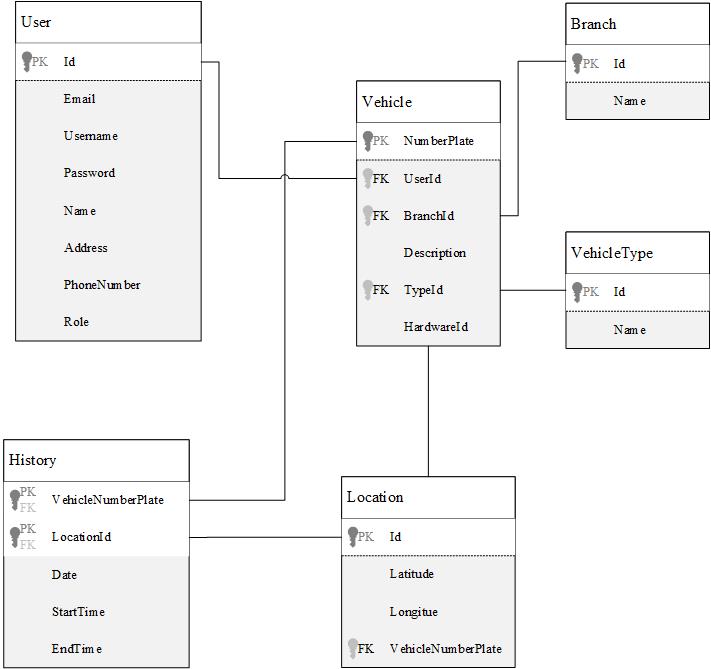 User
PK Id
Email
Username
Password
Name
Address
PhoneNumber
Role
Vehicle
PK NumberPlate
FK UserId
FK BranchId
Description
FK TypeId
HardwareId
Branch
PK Id
Name
VehicleType
PK Id
Name
History
PK
FK VehicleNumberPlate
PK
FK LocationId
Date
StartTime
EndTime
Location
PK Id
Latitude
Longitue
FK VehicleNumberPlate